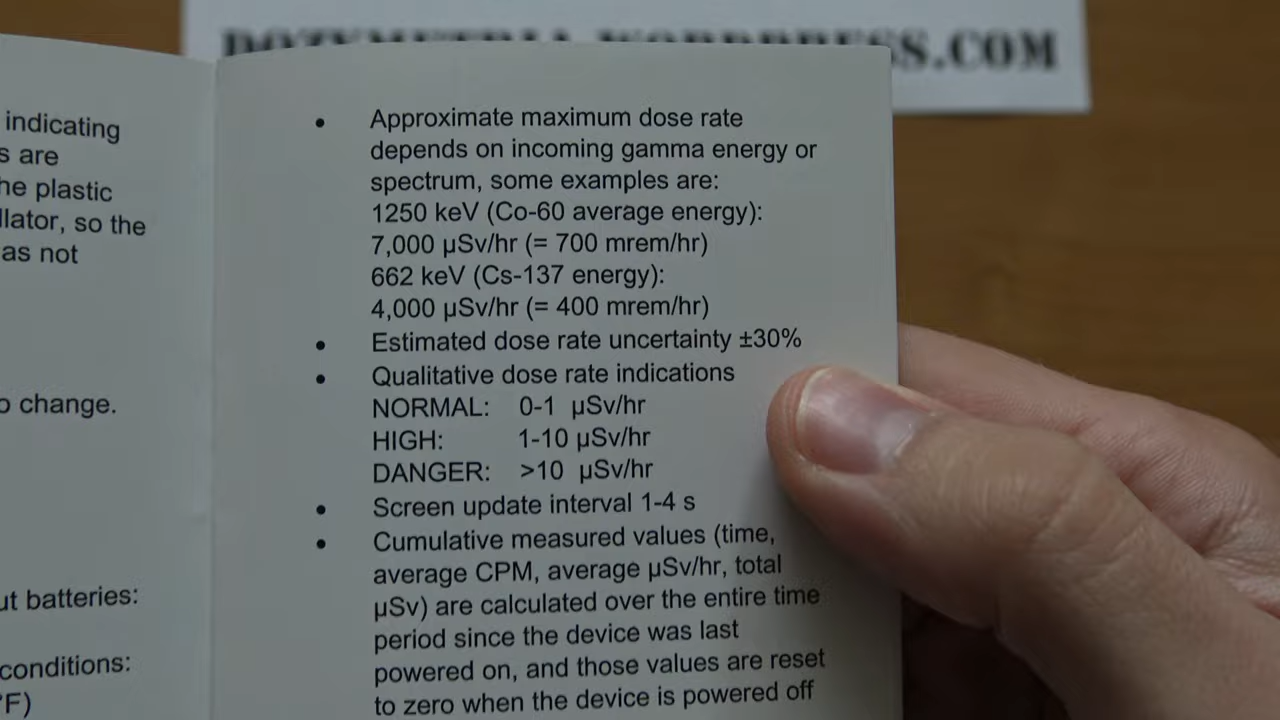 DOZYMETRIA.WORDPRESS.COM
indicating
s are
he plastic
llator, so the
as not
o change.
ut batteries:
conditions:
°F)
• Approximate maximum dose rate
depends on incoming gamma energy or
spectrum, some examples are:
1250 keV (Co-60 average energy):
7,000 µSv/hr (= 700 mrem/hr)
662 keV (Cs-137 energy):
4,000 µSv/hr (= 400 mrem/hr)
• Estimated dose rate uncertainty ±30%
• Qualitative dose rate indications
NORMAL: 0-1 µSv/hr
HIGH: 1-10 µSv/hr
DANGER: >10 µSv/hr
• Screen update interval 1-4 s
• Cumulative measured values (time,
average CPM, average µSv/hr, total
µSv) are calculated over the entire time
period since the device was last
powered on, and those values are reset
to zero when the device is powered off